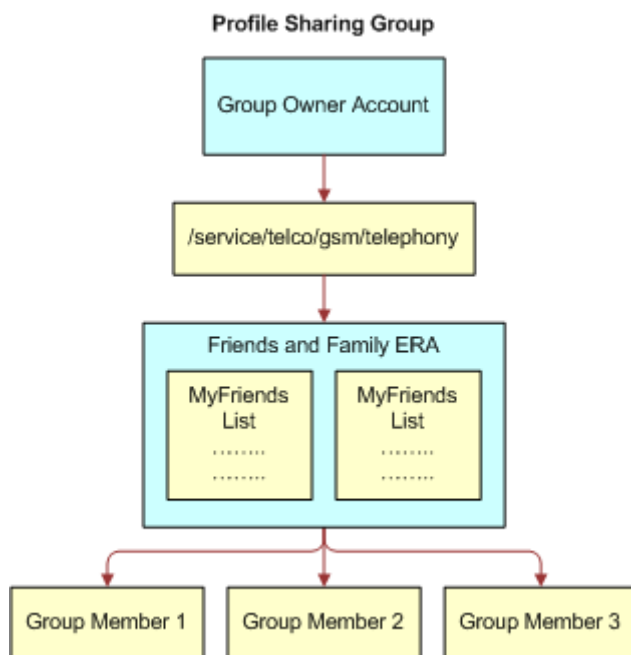 Profile Sharing Group
Group Owner Account
/service/telco/gsm/telephony
Friends and Family ERA
MyFriends
List
........
........
MyFriends
List
........
........
Group Member 1
Group Member 2
Group Member 3